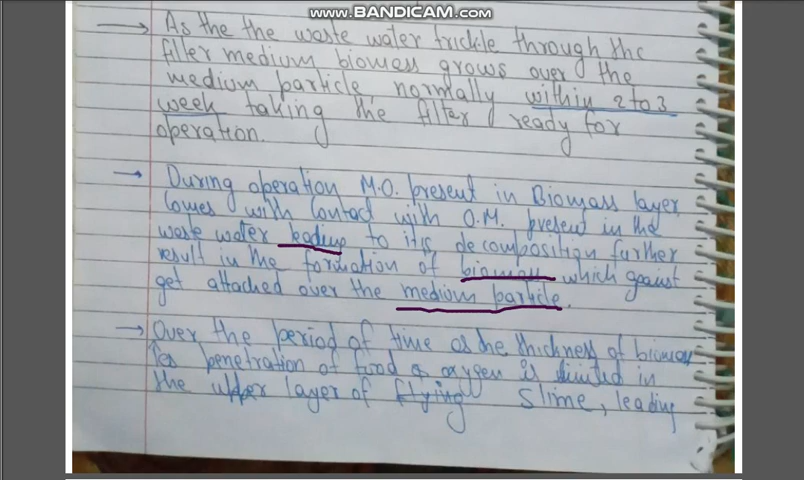 www.BANDICAM.com
→ As the the waste water trickle through the
filter medium biomass grows over the
medium particle, normally within 2 to 3
week taking the filter ready for
operation.
→ During operation M.O. present in Biomass layer
comes with contact with O.M. present in the
waste water leading to it's decomposition further
result in the formation of biomass which against
get attached over the medium particle.
→ Over the period of time as the thickness of biomass
penetration of food & oxygen is limited in
the upper layer of flying slime, leading